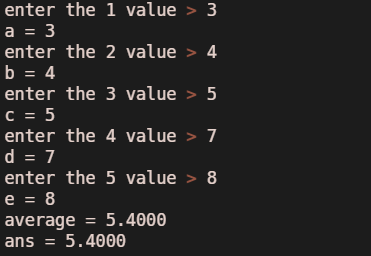 enter the 1 value > 3
a = 3
enter the 2 value > 4
b = 4
enter the 3 value > 5
c = 5
enter the 4 value > 7
d = 7
enter the 5 value > 8
e = 8
average = 5.4000
ans = 5.4000